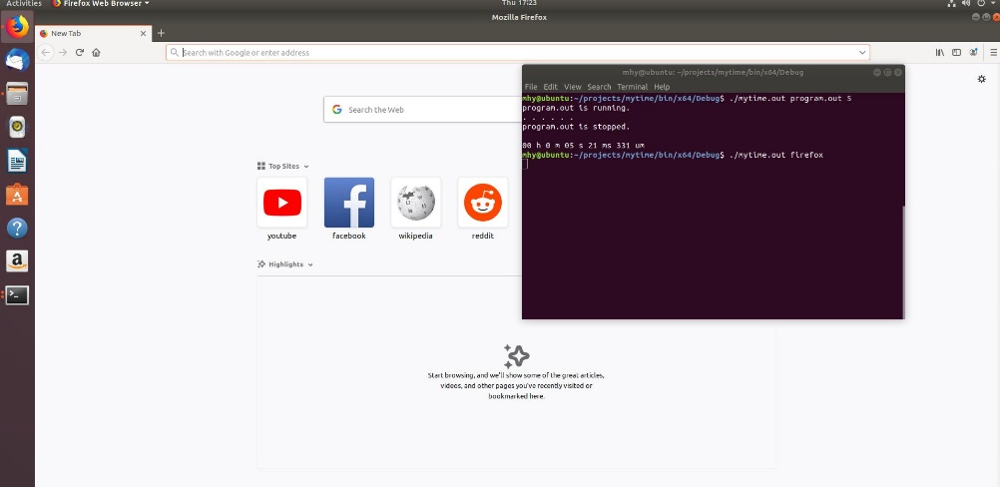 Activities
Firefox Web Browser
Thu 17:23
Mozilla Firefox
New Tab
Search with Google or enter address
Search the Web
Top Sites
youtube
facebook
wikipedia
reddit
Highlights
Start browsing, and we'll show some of the great articles,
videos, and other pages you've recently visited or
bookmarked here.
mhy@ubuntu: ~/projects/mytime/bin/x64/Debug
File Edit View Search Terminal Help
mhy@ubuntu:~/projects/mytime/bin/x64/Debug$ ./mytime.out program.out 5
program.out is running.
. . . . . .
program.out is stopped.
00 h 0 m 05 s 21 ms 331 um
mhy@ubuntu:~/projects/mytime/bin/x64/Debug$ ./mytime.out firefox